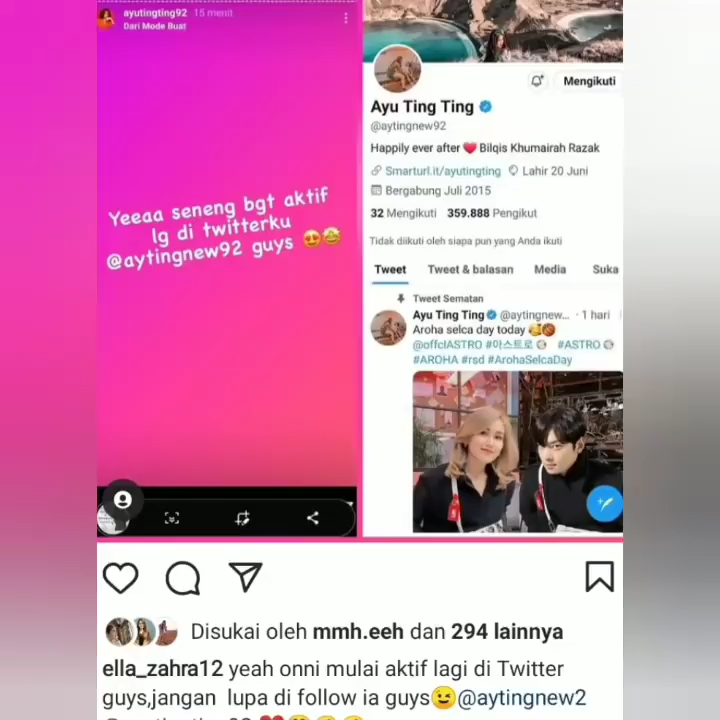 ayutingting92 15 menit
Dari Mode Buat
Yeeaa seneng bgt aktif
lg di twitterku
@aytingnew92 guys 😍🤩
Mengikuti
Ayu Ting Ting
@aytingnew92
Happily ever after ❤️ Bilqis Khumairah Razak
Smarturl.it/ayutingting Lahir 20 Juni
Bergabung Juli 2015
32 Mengikuti 359.888 Pengikut
Tidak diikuti oleh siapa pun yang Anda ikuti
Tweet Tweet & balasan Media Suka
Tweet Sematan
Ayu Ting Ting @aytingnew... · 1 hari
Aroha selca day today
@offclASTRO #아스트로 #ASTRO
#AROHA #rsd #ArohaSelcaDay
Disukai oleh mmh.eeh dan 294 lainnya
ella_zahra12 yeah onni mulai aktif lagi di Twitter
guys,jangan lupa di follow ia guys😉@aytingnew2